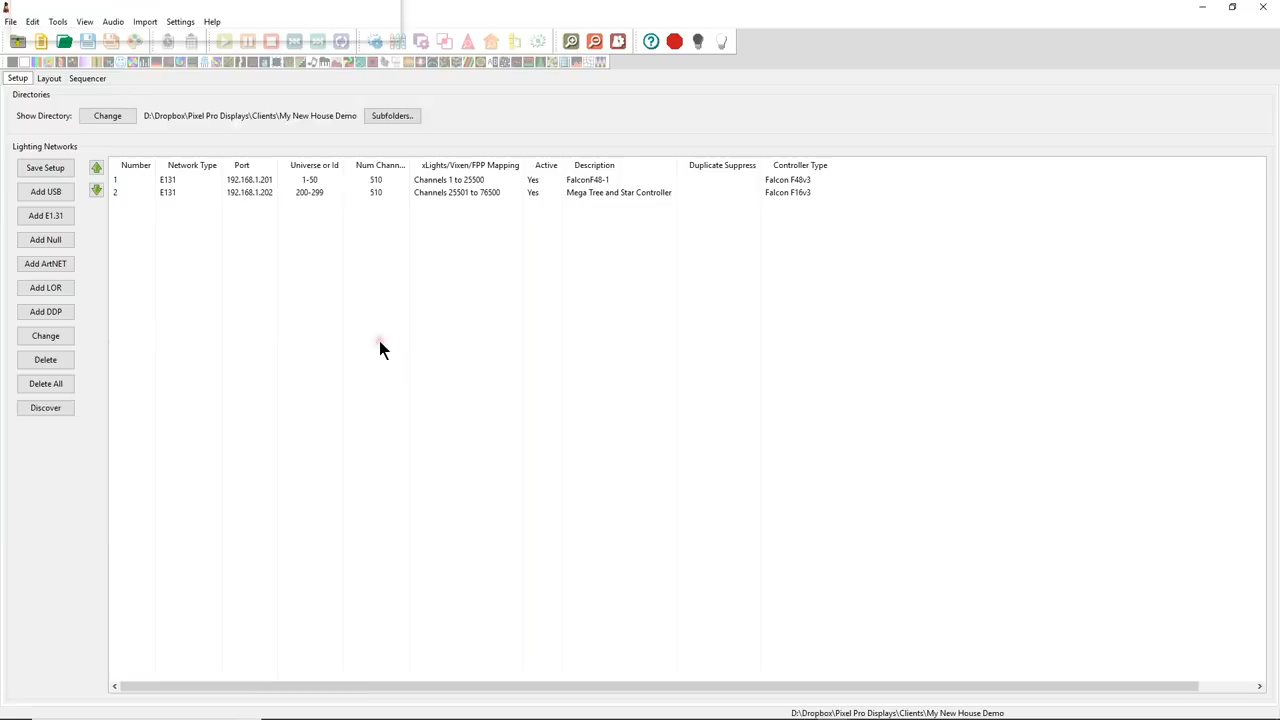 File Edit Tools View Audio Import Settings Help
Setup Layout Sequencer
Directories
Show Directory: Change D:\Dropbox\Pixel Pro Displays\Clients\My New House Demo Subfolders..
Lighting Networks
Save Setup
Add USB
Add E1.31
Add Null
Add ArtNET
Add LOR
Add DDP
Change
Delete
Delete All
Discover
Number Network Type Port Universe or Id Num Chann... xLights/Vixen/FPP Mapping Active Description Duplicate Suppress Controller Type
1 E131 192.168.1.201 1-50 510 Channels 1 to 25500 Yes FalconF48-1 Falcon F48v3
2 E131 192.168.1.202 200-299 510 Channels 25501 to 76500 Yes Mega Tree and Star Controller Falcon F16v3
D:\Dropbox\Pixel Pro Displays\Clients\My New House Demo